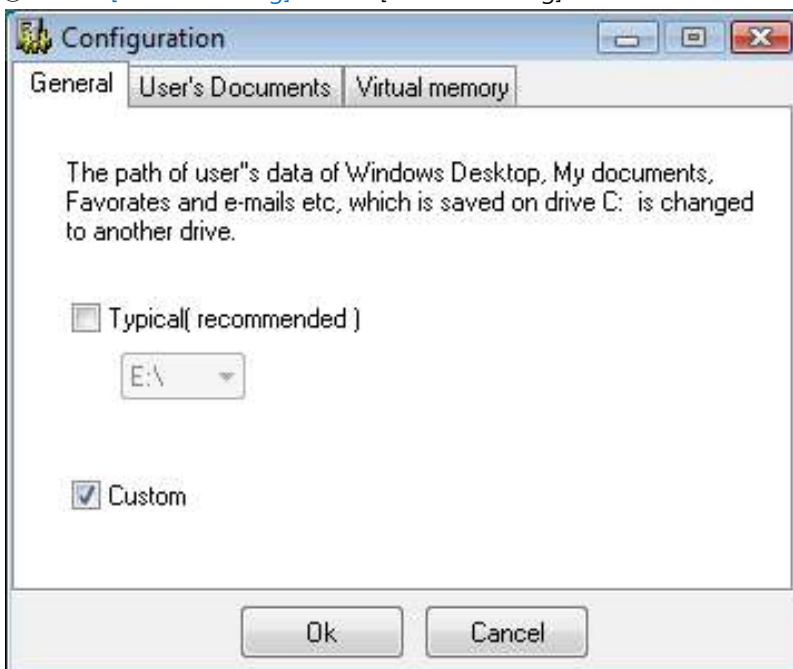 Configuration
General User's Documents Virtual memory
The path of user"s data of Windows Desktop, My documents,
Favorates and e-mails etc, which is saved on drive C: is changed
to another drive.
Typical( recommended )
E:\
Custom
Ok Cancel